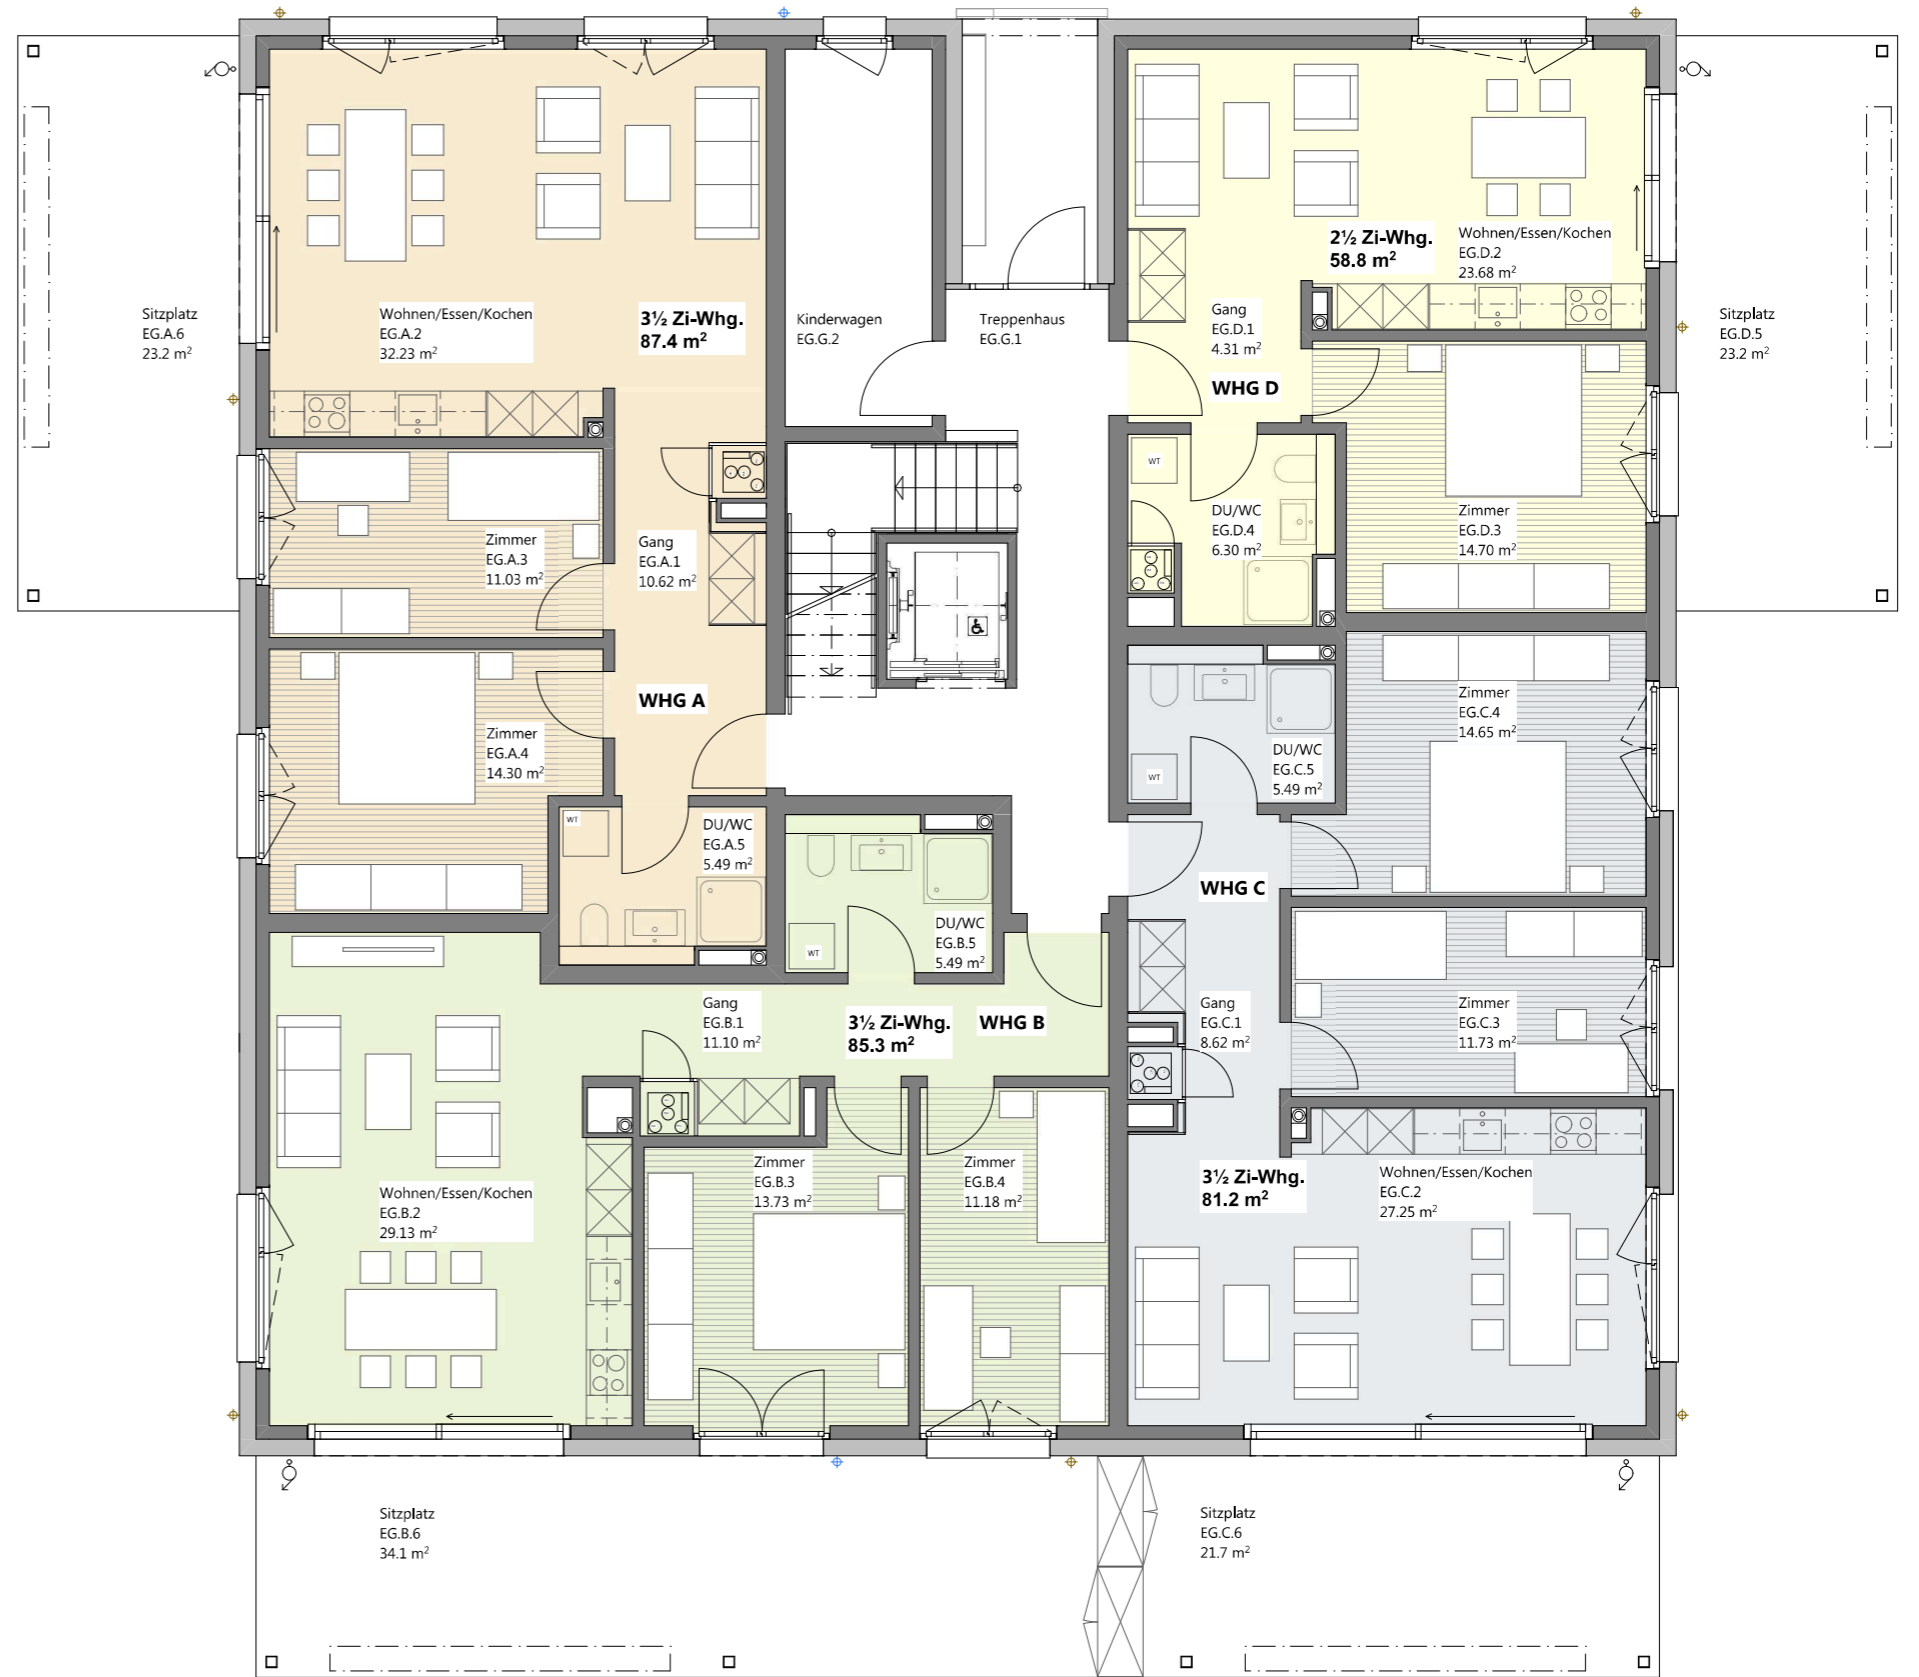 Sitzplatz
EG.A.6
23.2 m²
Wohnen/Essen/Kochen
EG.A.2
32.23 m²
3½ Zi-Whg.
87.4 m²
Kinderwagen
EG.G.2
Treppenhaus
EG.G.1
Gang
EG.D.1
4.31 m²
WHG D
2½ Zi-Whg.
58.8 m²
Wohnen/Essen/Kochen
EG.D.2
23.68 m²
Sitzplatz
EG.D.5
23.2 m²
Zimmer
EG.A.3
11.03 m²
Gang
EG.A.1
10.62 m²
WT
DU/WC
EG.D.4
6.30 m²
Zimmer
EG.D.3
14.70 m²
Zimmer
EG.A.4
14.30 m²
WHG A
WT
DU/WC
EG.C.5
5.49 m²
Zimmer
EG.C.4
14.65 m²
WT
DU/WC
EG.A.5
5.49 m²
WT
DU/WC
EG.B.5
5.49 m²
WHG C
Gang
EG.B.1
11.10 m²
3½ Zi-Whg.
85.3 m²
WHG B
Gang
EG.C.1
8.62 m²
Zimmer
EG.C.3
11.73 m²
Wohnen/Essen/Kochen
EG.B.2
29.13 m²
Zimmer
EG.B.3
13.73 m²
Zimmer
EG.B.4
11.18 m²
3½ Zi-Whg.
81.2 m²
Wohnen/Essen/Kochen
EG.C.2
27.25 m²
Sitzplatz
EG.B.6
34.1 m²
Sitzplatz
EG.C.6
21.7 m²